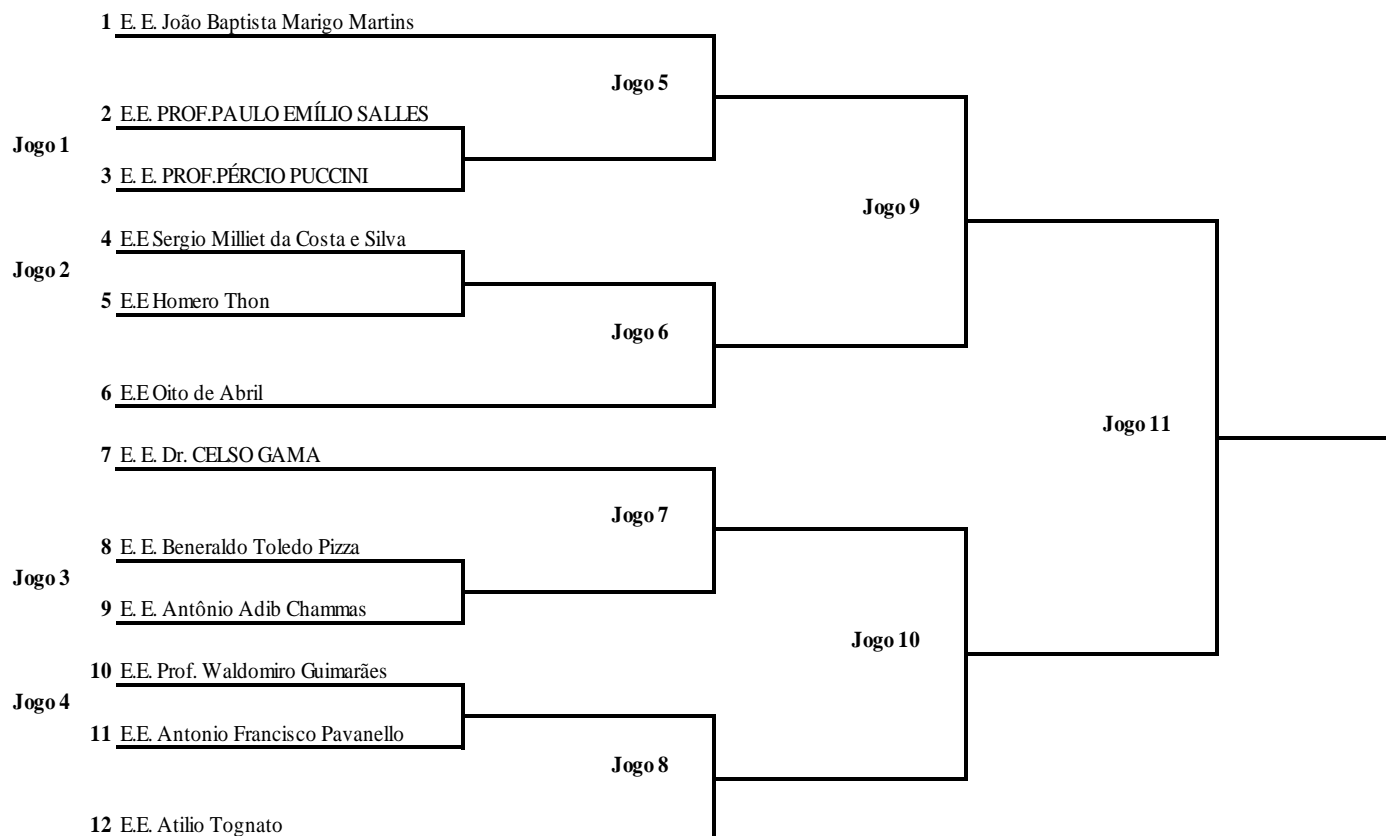 1 E. E. João Baptista Marigo Martins
Jogo 5
2 E.E. PROF.PAULO EMÍLIO SALLES
Jogo 1
3 E. E. PROF.PÉRCIO PUCCINI
Jogo 9
4 E.E Sergio Milliet da Costa e Silva
Jogo 2
5 E.E Homero Thon
Jogo 6
6 E.E Oito de Abril
Jogo 11
7 E. E. Dr. CELSO GAMA
Jogo 7
8 E. E. Beneraldo Toledo Pizza
Jogo 3
9 E. E. Antônio Adib Chammas
Jogo 10
10 E.E. Prof. Waldomiro Guimarães
Jogo 4
11 E.E. Antonio Francisco Pavanello
Jogo 8
12 E.E. Atilio Tognato